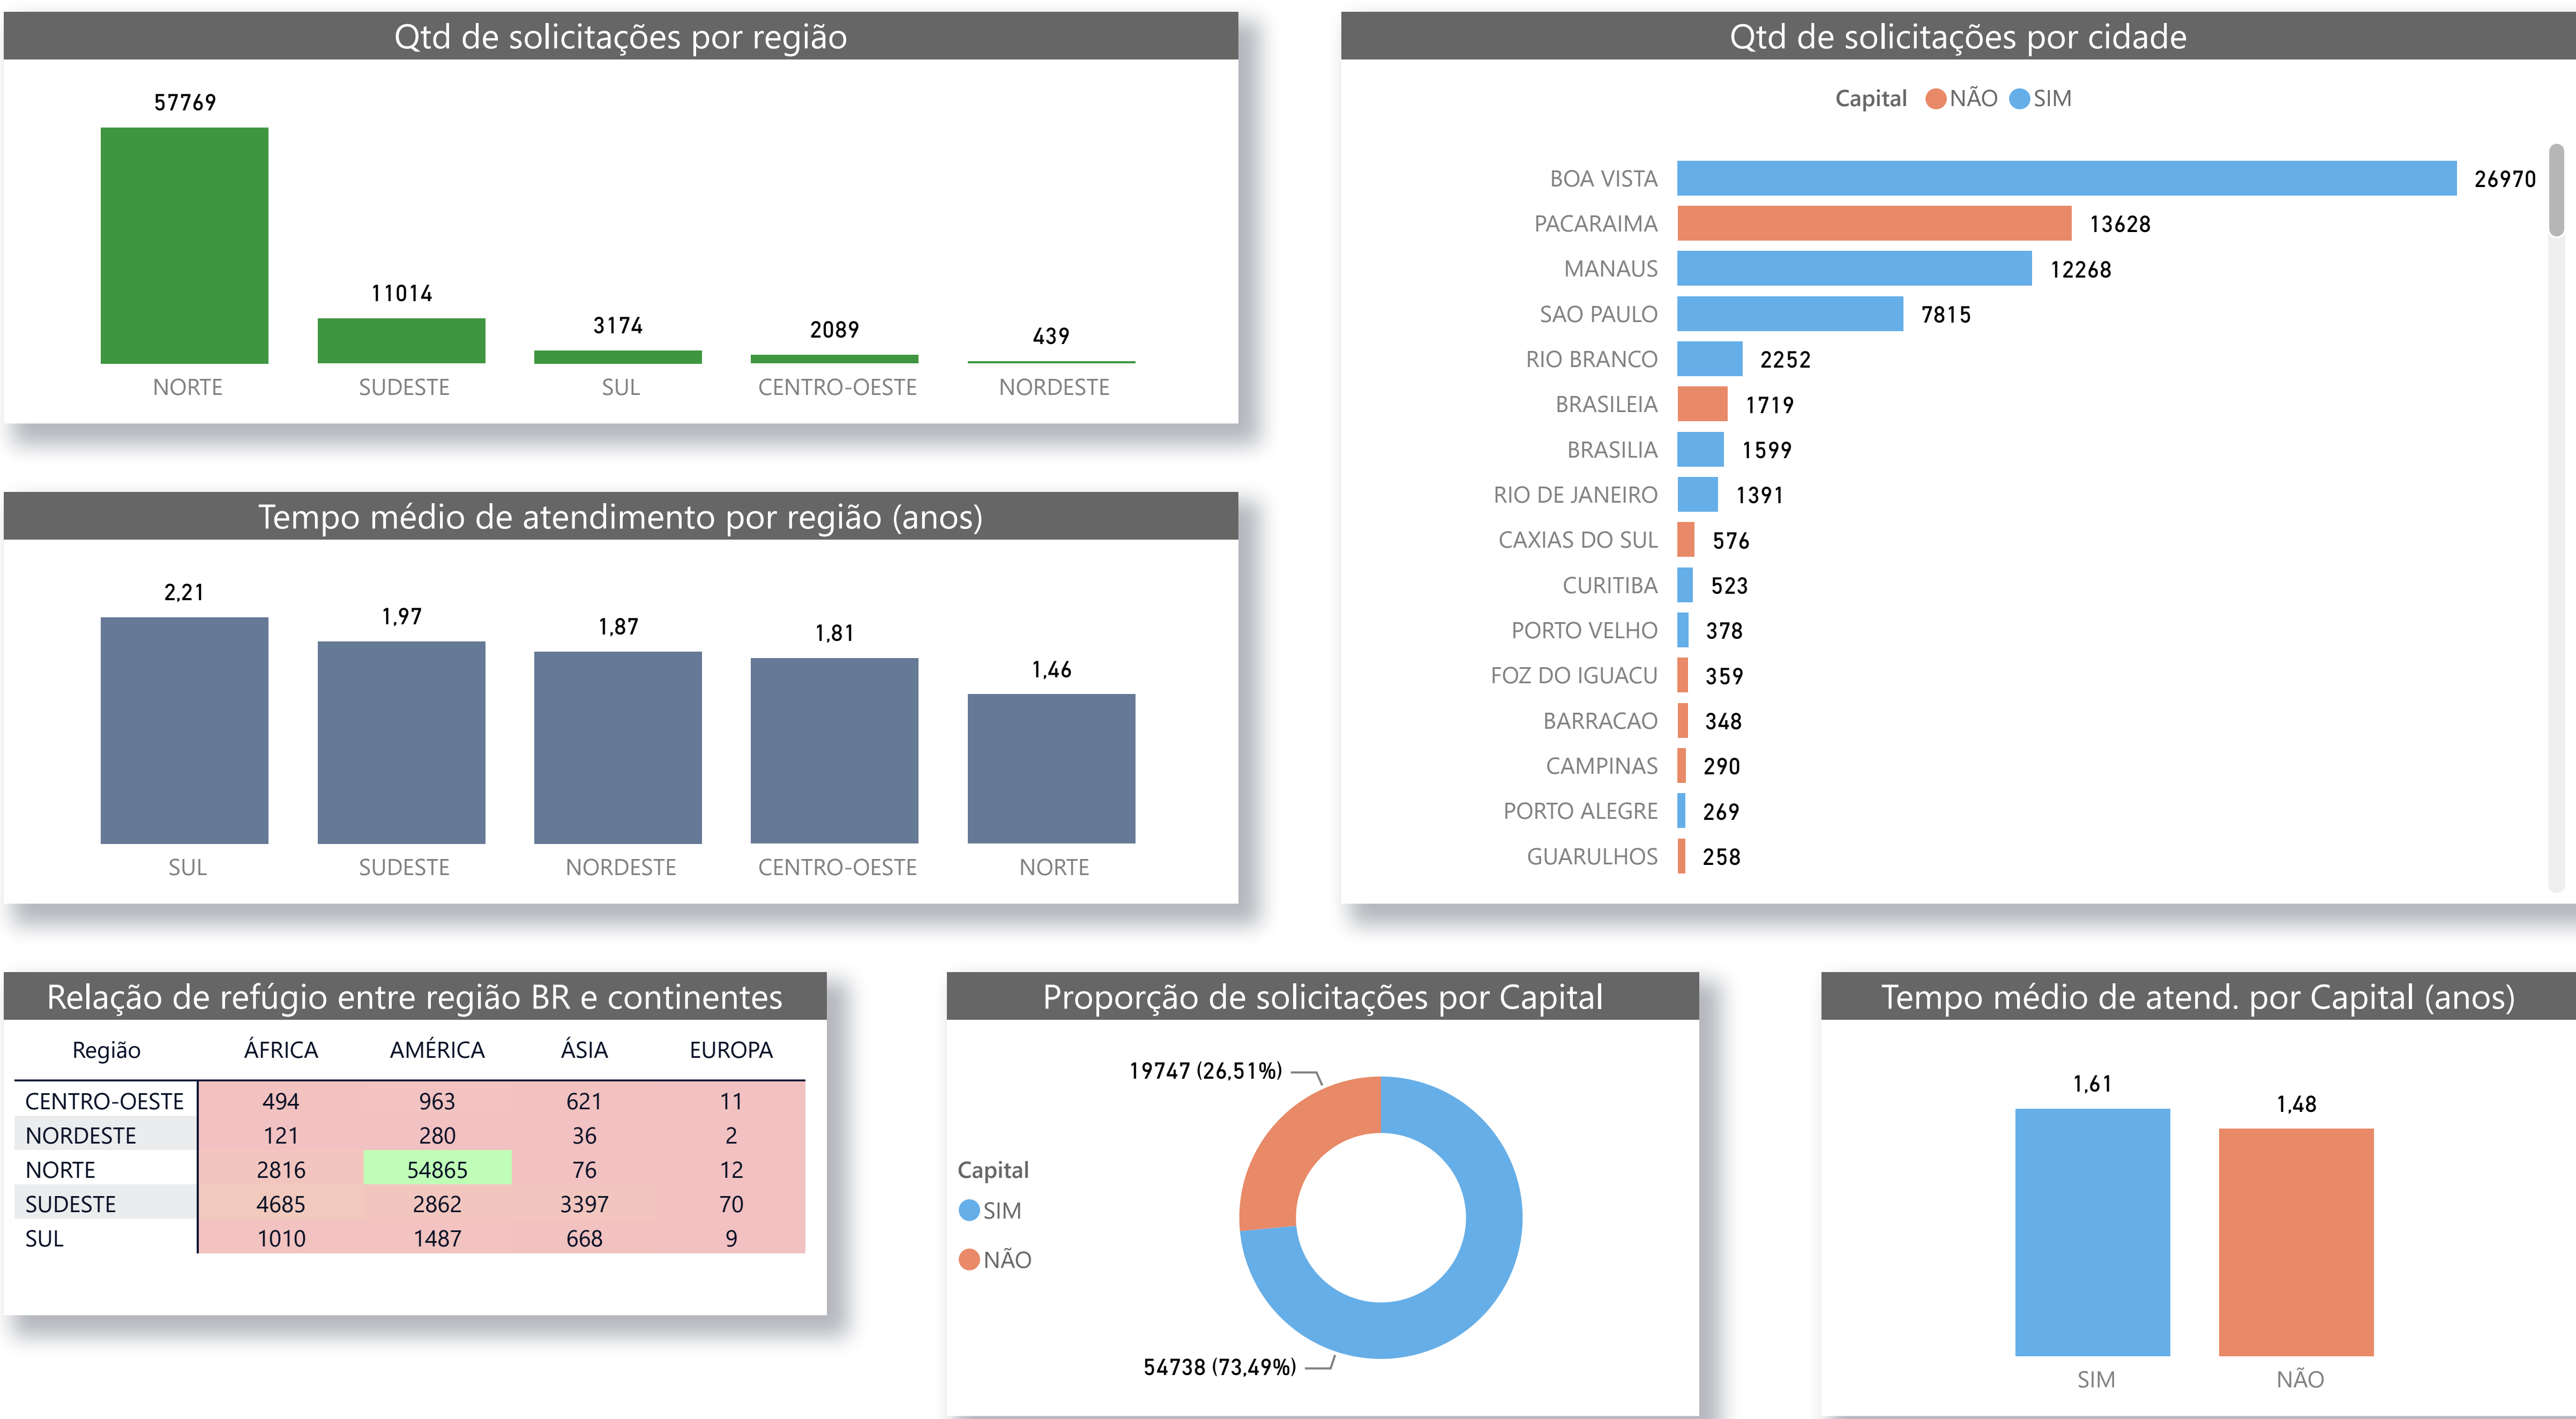 Qtd de solicitações por região
57769
11014
3174
2089
439
NORTE SUDESTE SUL CENTRO-OESTE NORDESTE
Qtd de solicitações por cidade
Capital NÃO SIM
BOA VISTA 26970
PACARAIMA 13628
MANAUS 12268
SAO PAULO 7815
RIO BRANCO 2252
BRASILEIA 1719
BRASILIA 1599
RIO DE JANEIRO 1391
CAXIAS DO SUL 576
CURITIBA 523
PORTO VELHO 378
FOZ DO IGUACU 359
BARRACAO 348
CAMPINAS 290
PORTO ALEGRE 269
GUARULHOS 258
Tempo médio de atendimento por região (anos)
2,21
1,97
1,87
1,81
1,46
SUL SUDESTE NORDESTE CENTRO-OESTE NORTE
Relação de refúgio entre região BR e continentes
Região ÁFRICA AMÉRICA ÁSIA EUROPA
CENTRO-OESTE 494 963 621 11
NORDESTE 121 280 36 2
NORTE 2816 54865 76 12
SUDESTE 4685 2862 3397 70
SUL 1010 1487 668 9
Proporção de solicitações por Capital
19747 (26,51%)
Capital
SIM
NÃO
54738 (73,49%)
Tempo médio de atend. por Capital (anos)
1,61
1,48
SIM NÃO